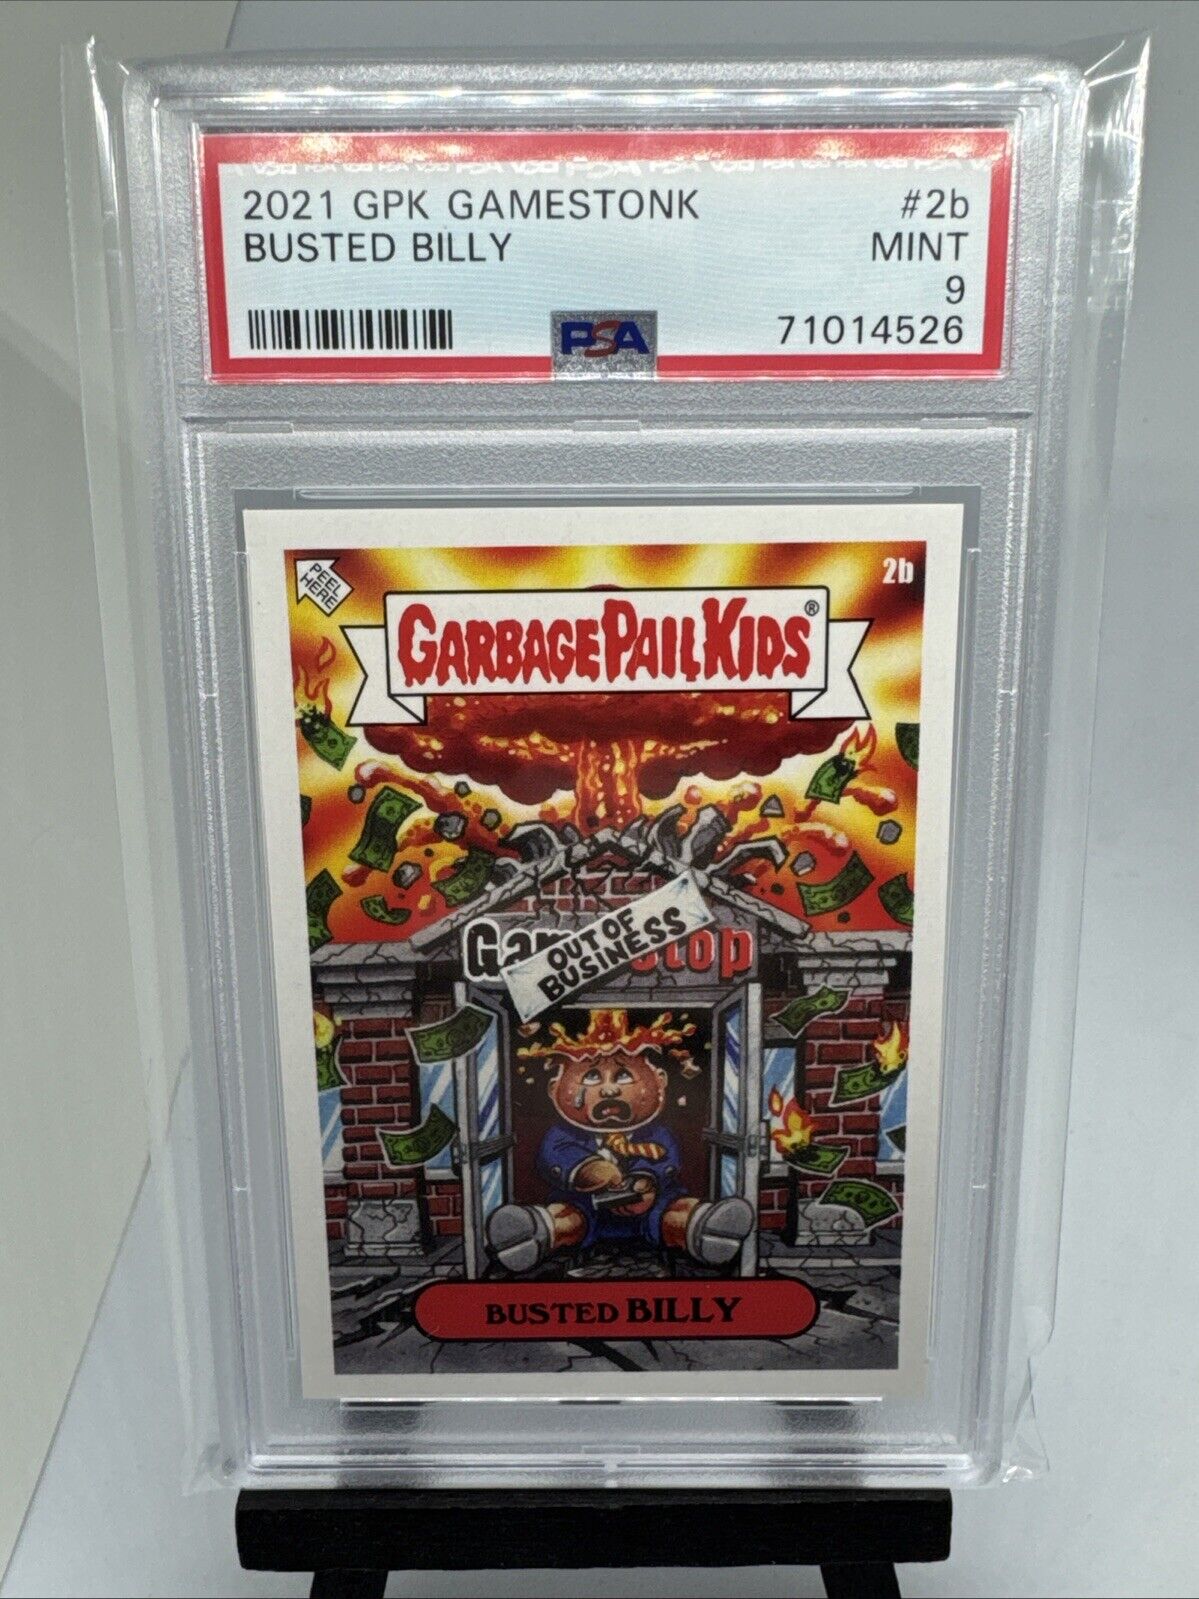 2021 GPK GAMESTONK #2b
BUSTED BILLY MINT
9
PSA 71014526
PEEL HERE
2b
GARBAGE PAIL KIDS®
OUT OF
BUSINESS
BUSTED BILLY